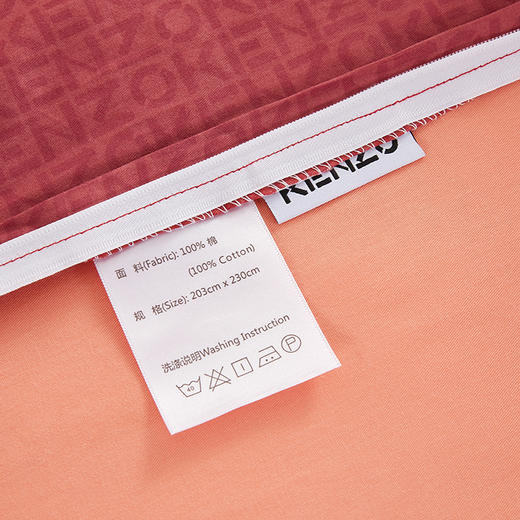 KENZO
面 料(Fabric): 100% 棉
(100% Cotton)
规 格(Size): 203cm x 230cm
洗涤说明Washing Instruction
40
P